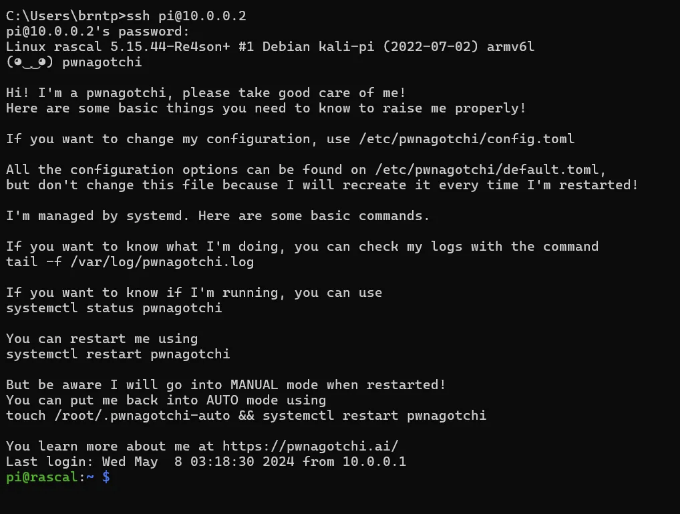 C:\Users\brntp>ssh pi@10.0.0.2
pi@10.0.0.2's password:
Linux rascal 5.15.44-Re4son+ #1 Debian kali-pi (2022-07-02) armv6l
(◕‿‿◕) pwnagotchi
Hi! I'm a pwnagotchi, please take good care of me!
Here are some basic things you need to know to raise me properly!
If you want to change my configuration, use /etc/pwnagotchi/config.toml
All the configuration options can be found on /etc/pwnagotchi/default.toml,
but don't change this file because I will recreate it every time I'm restarted!
I'm managed by systemd. Here are some basic commands.
If you want to know what I'm doing, you can check my logs with the command
tail -f /var/log/pwnagotchi.log
If you want to know if I'm running, you can use
systemctl status pwnagotchi
You can restart me using
systemctl restart pwnagotchi
But be aware I will go into MANUAL mode when restarted!
You can put me back into AUTO mode using
touch /root/.pwnagotchi-auto && systemctl restart pwnagotchi
You learn more about me at https://pwnagotchi.ai/
Last login: Wed May  8 03:18:30 2024 from 10.0.0.1
pi@rascal:~ $